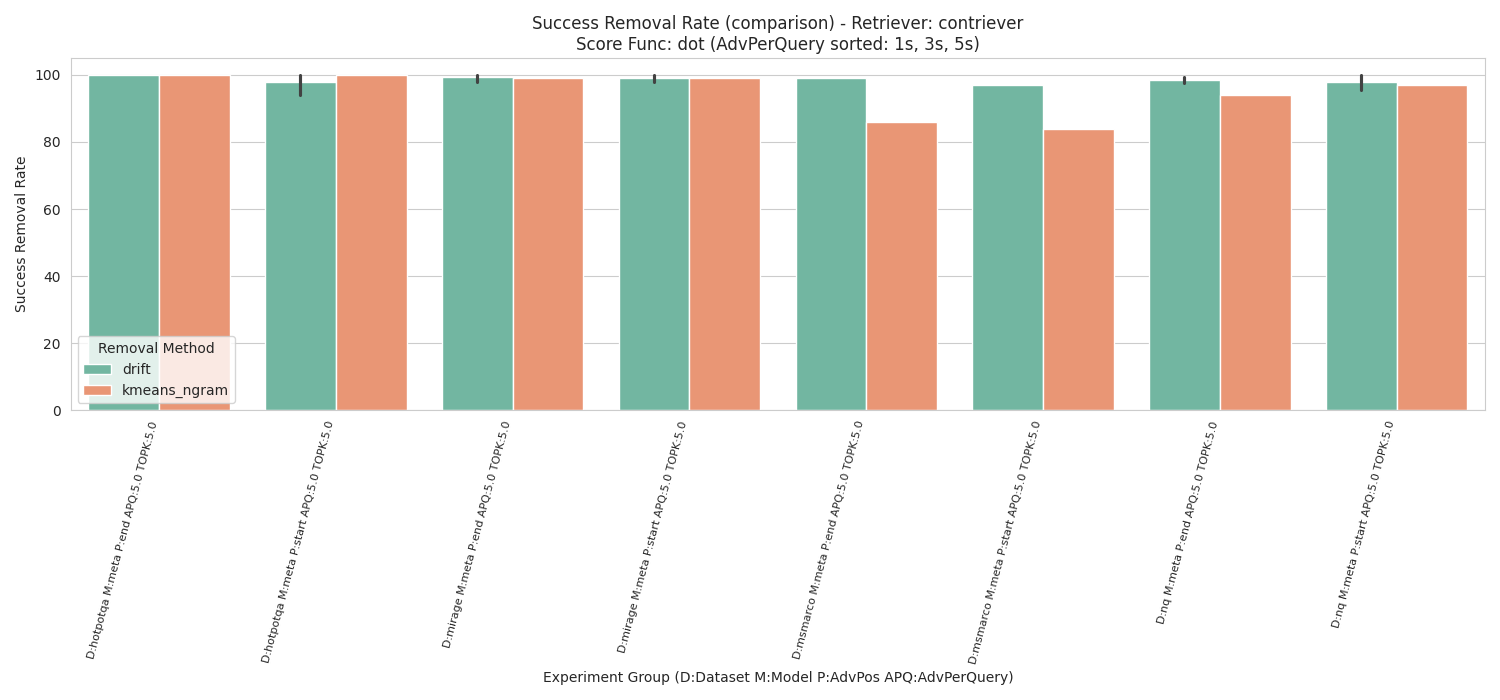 Success Removal Rate (comparison) - Retriever: contriever
Score Func: dot (AdvPerQuery sorted: 1s, 3s, 5s)
Success Removal Rate
100
80
60
40
20
0
Removal Method
drift
kmeans_ngram
D:hotpotqa M:meta P:end APQ:5.0 TOPK:5.0
D:hotpotqa M:meta P:start APQ:5.0 TOPK:5.0
D:mirage M:meta P:end APQ:5.0 TOPK:5.0
D:mirage M:meta P:start APQ:5.0 TOPK:5.0
D:msmarco M:meta P:end APQ:5.0 TOPK:5.0
D:msmarco M:meta P:start APQ:5.0 TOPK:5.0
D:nq M:meta P:end APQ:5.0 TOPK:5.0
D:nq M:meta P:start APQ:5.0 TOPK:5.0
Experiment Group (D:Dataset M:Model P:AdvPos APQ:AdvPerQuery)